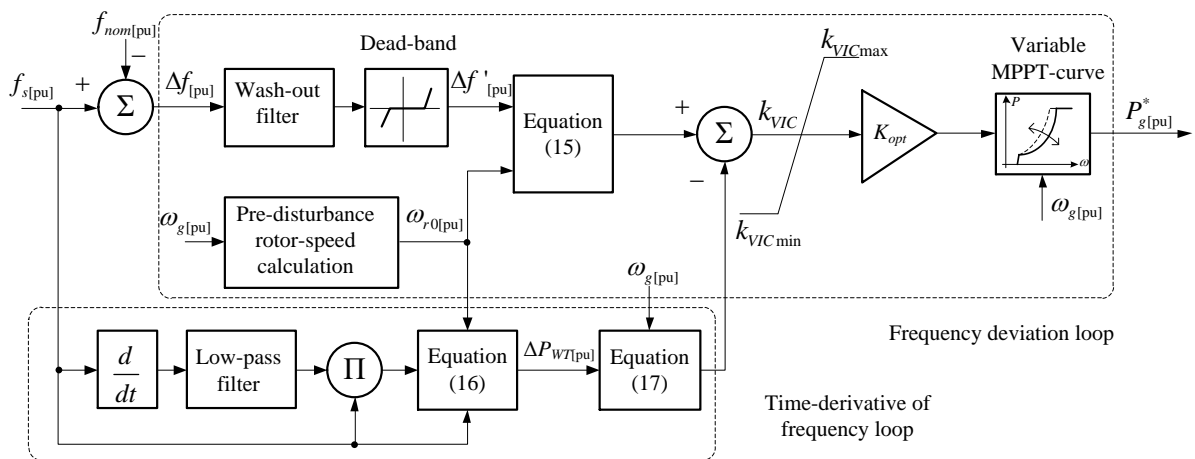 f_nom[pu]
Dead-band
Variable
MPPT-curve
k_VICmax
f_s[pu]
+
−
Σ
Δf_[pu]
Wash-out
filter
Δf'_[pu]
Equation
(15)
+
−
Σ
k_VIC
K_opt
P
ω
P*_g[pu]
k_VICmin
ω_g[pu]
ω_g[pu]
Pre-disturbance
rotor-speed
calculation
ω_r0[pu]
ω_g[pu]
Frequency deviation loop
d
dt
Low-pass
filter
Π
Equation
(16)
ΔP_WT[pu]
Equation
(17)
Time-derivative of
frequency loop